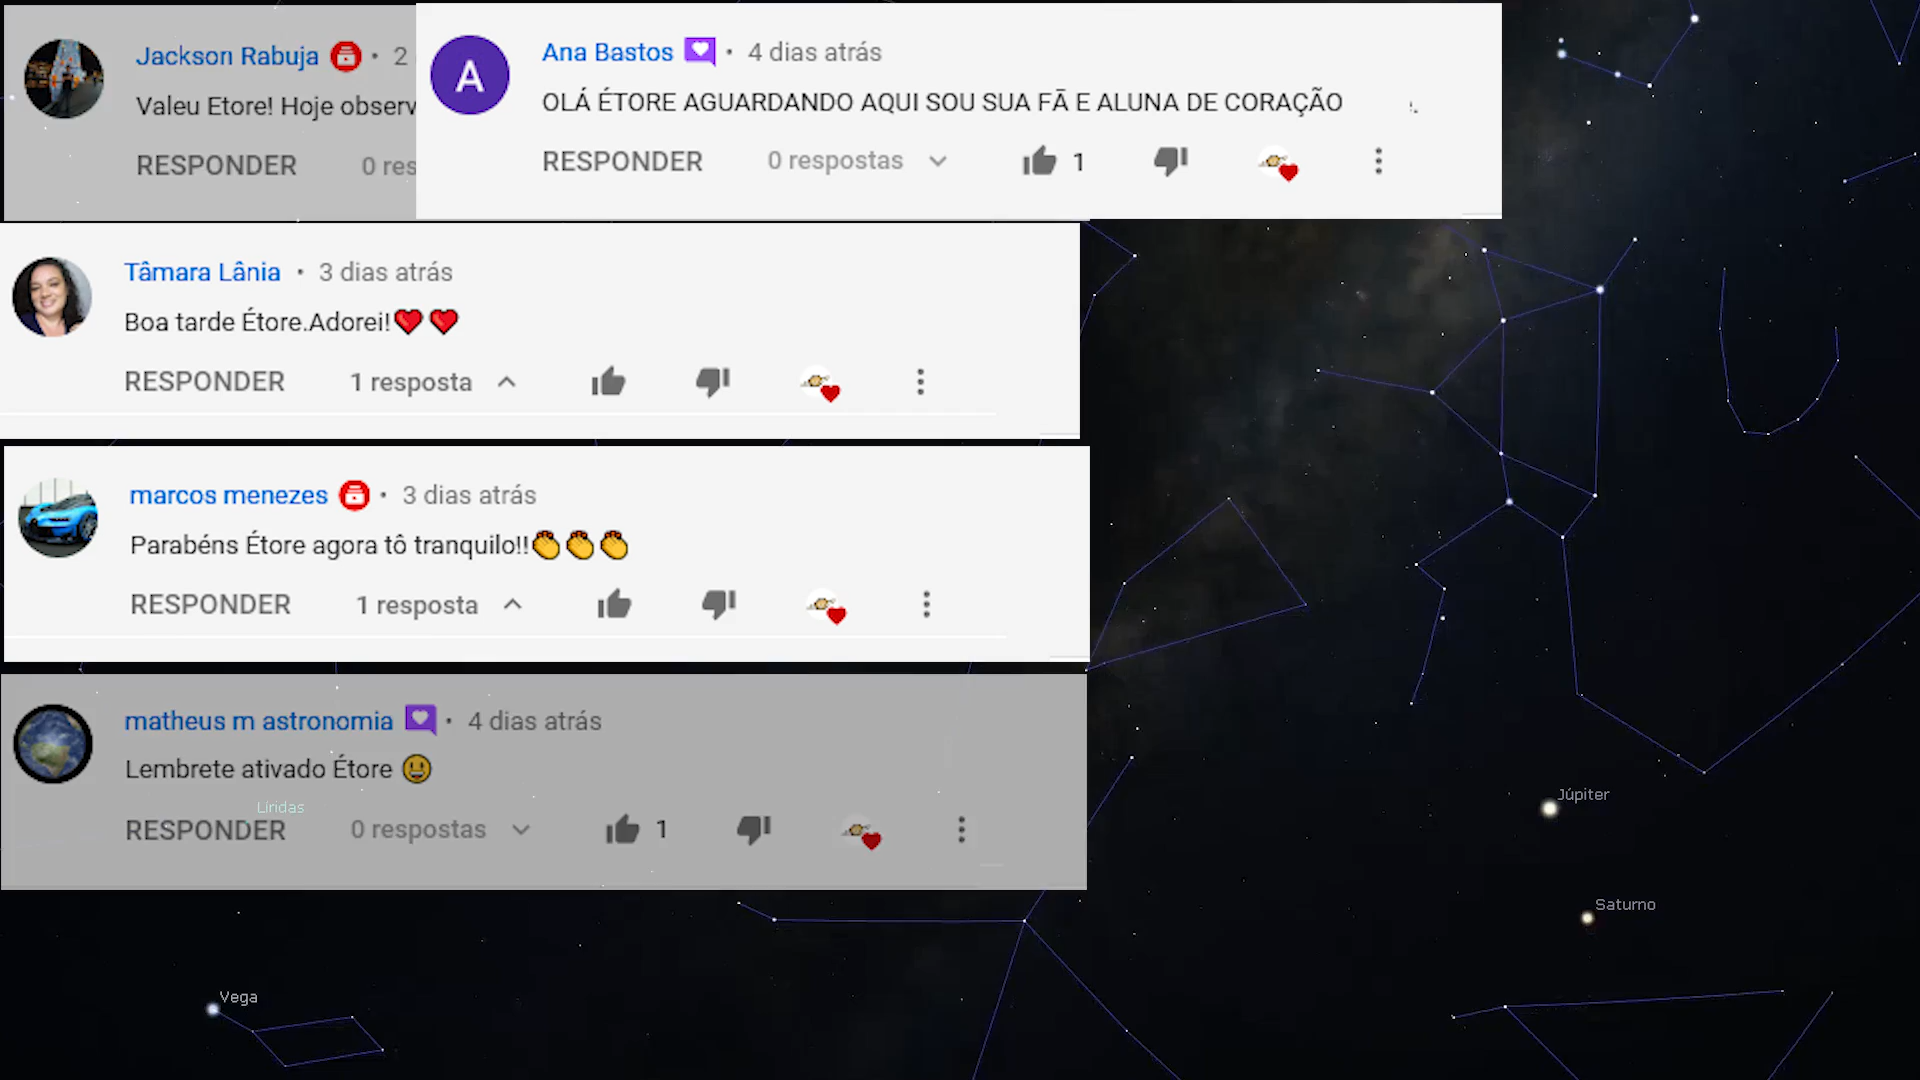 Jackson Rabuja • 2
Valeu Etore! Hoje observ
RESPONDER 0 res
A
Ana Bastos • 4 dias atrás
OLÁ ÉTORE AGUARDANDO AQUI SOU SUA FÃ E ALUNA DE CORAÇÃO
RESPONDER 0 respostas 1
Tâmara Lânia • 3 dias atrás
Boa tarde Étore.Adorei!❤❤
RESPONDER 1 resposta
marcos menezes • 3 dias atrás
Parabéns Étore agora tô tranquilo!!👏👏👏
RESPONDER 1 resposta
matheus m astronomia • 4 dias atrás
Lembrete ativado Étore 😃
Líridas
RESPONDER 0 respostas 1
Júpiter
Saturno
Vega